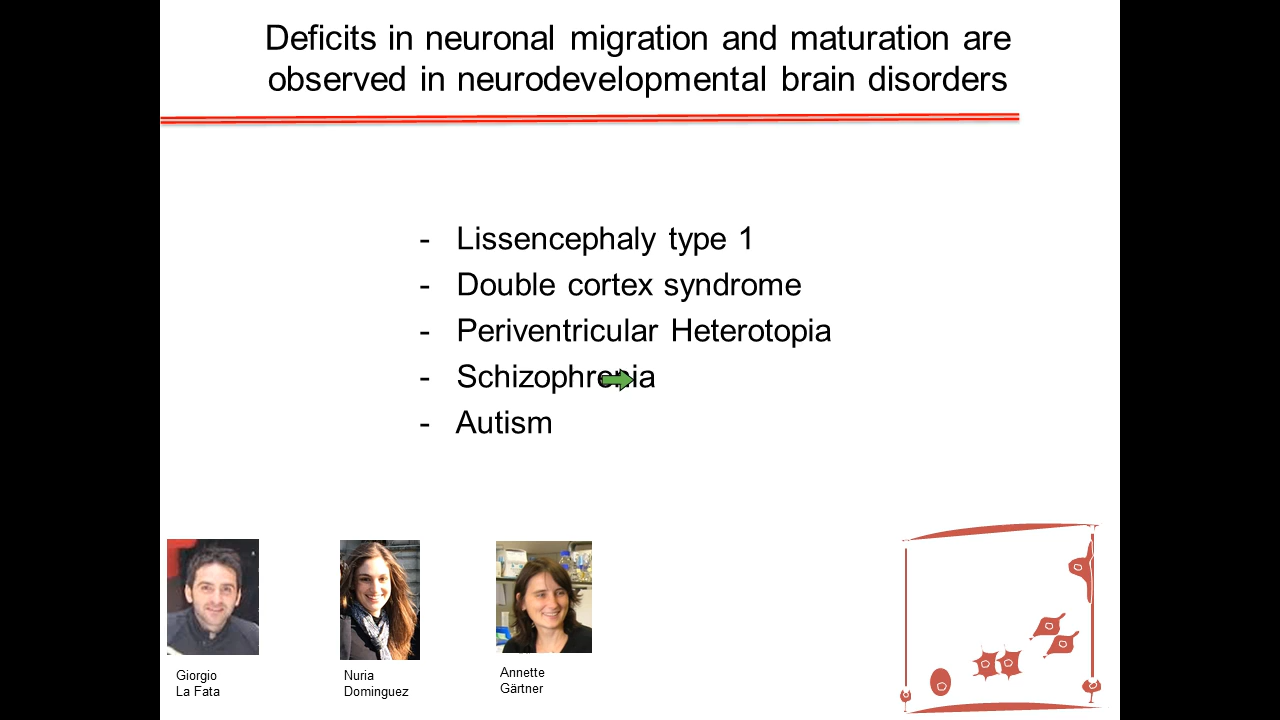 Deficits in neuronal migration and maturation are
observed in neurodevelopmental brain disorders
- Lissencephaly type 1
- Double cortex syndrome
- Periventricular Heterotopia
- Schizophrenia
- Autism
Giorgio
La Fata
Nuria
Dominguez
Annette
Gärtner